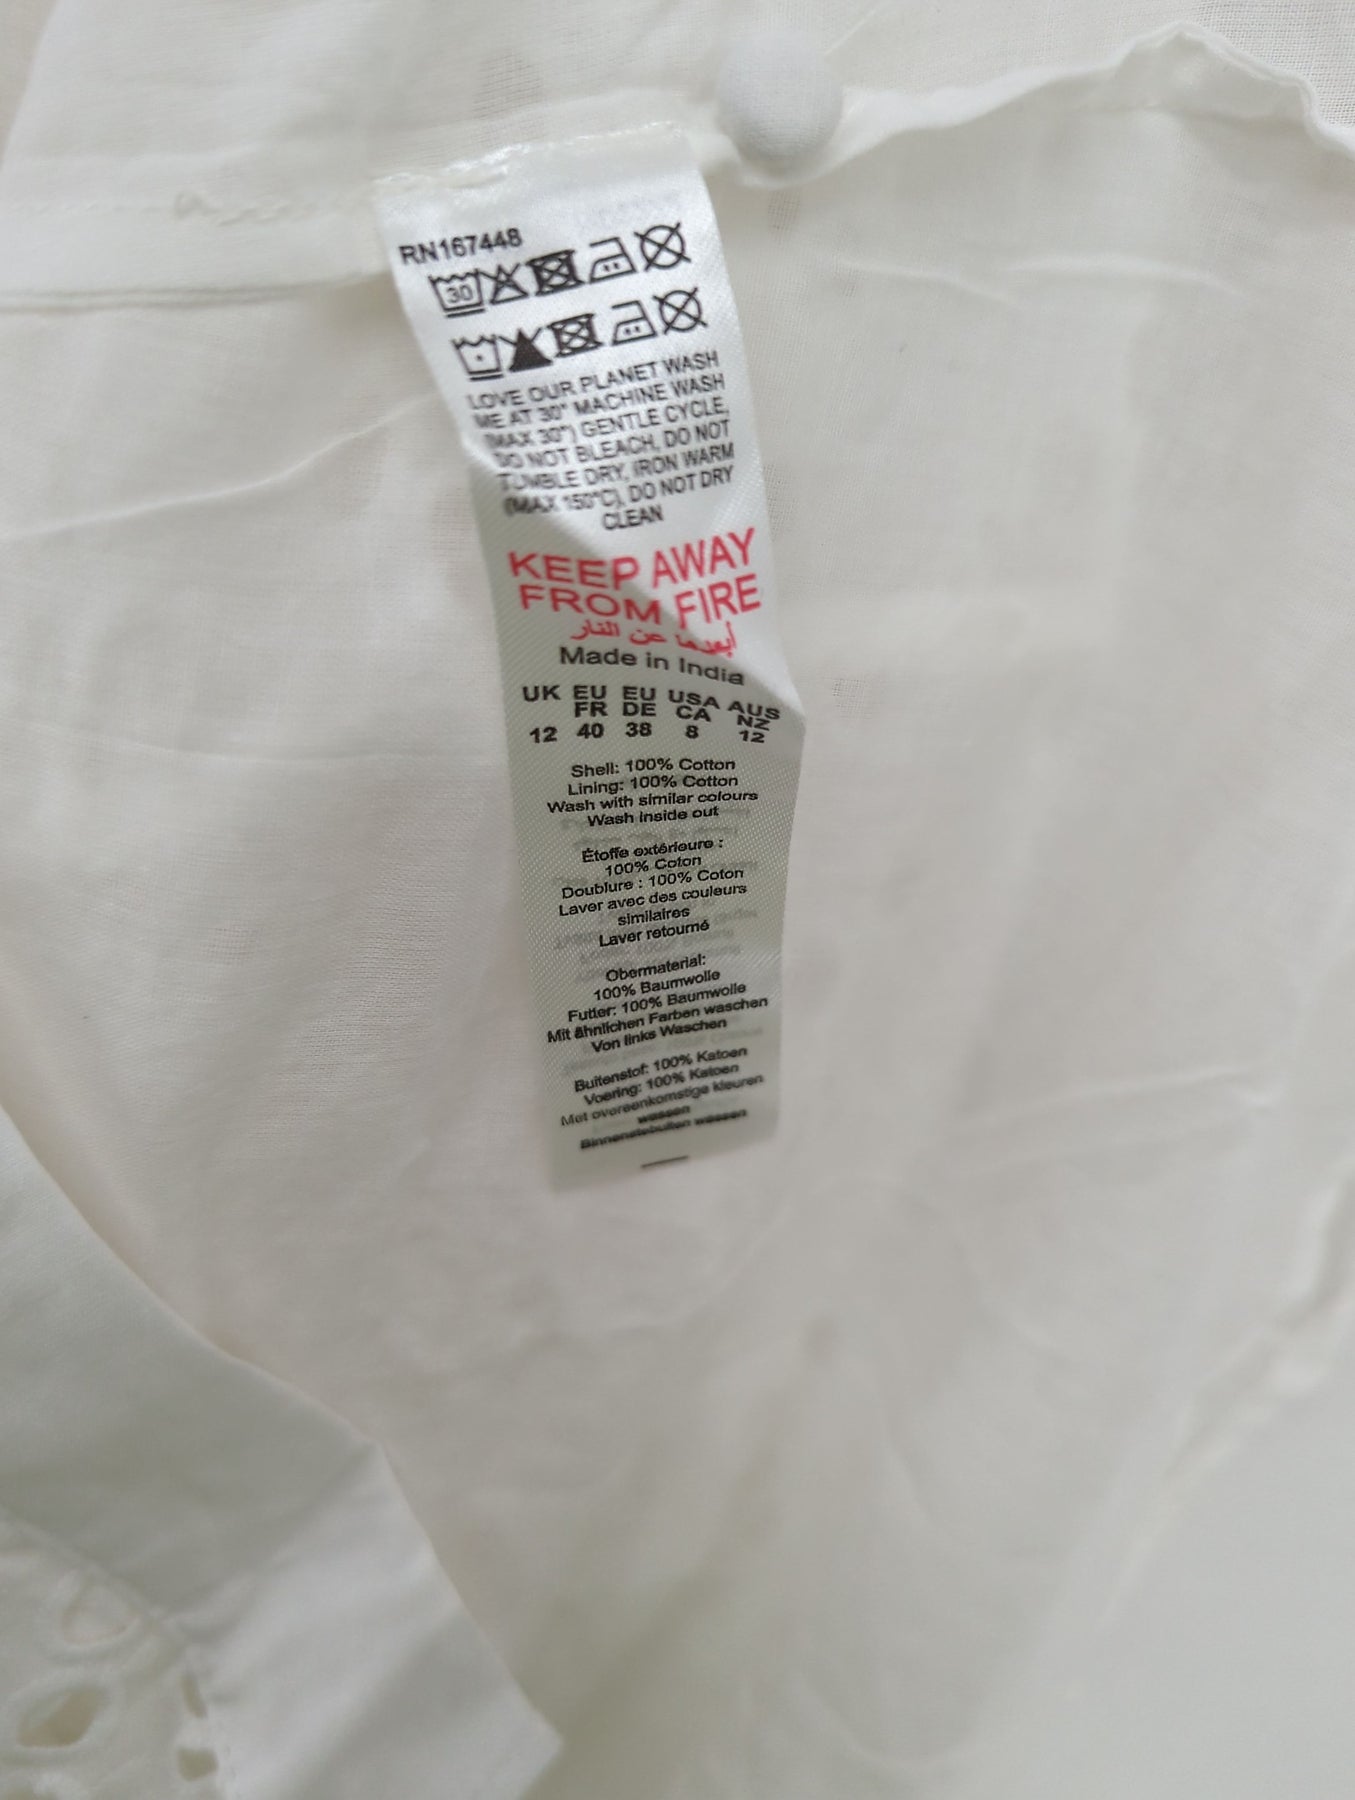 RN167448
30
LOVE OUR PLANET WASH
ME AT 30° MACHINE WASH
(MAX 30°) GENTLE CYCLE,
DO NOT BLEACH, DO NOT
TUMBLE DRY, IRON WARM
(MAX 150°C), DO NOT DRY
CLEAN
KEEP AWAY
FROM FIRE
أبعدها عن النار
Made in India
UK EU EU USA AUS
FR DE CA NZ
12 40 38 8 12
Shell: 100% Cotton
Lining: 100% Cotton
Wash with similar colours
Wash inside out
Étoffe extérieure :
100% Coton
Doublure : 100% Coton
Laver avec des couleurs
similaires
Laver retourné
Obermaterial:
100% Baumwolle
Futter: 100% Baumwolle
Mit ähnlichen Farben waschen
Von links Waschen
Buitenstof: 100% Katoen
Voering: 100% Katoen
Met overeenkomstige kleuren
wassen
Binnenstebuiten wassen